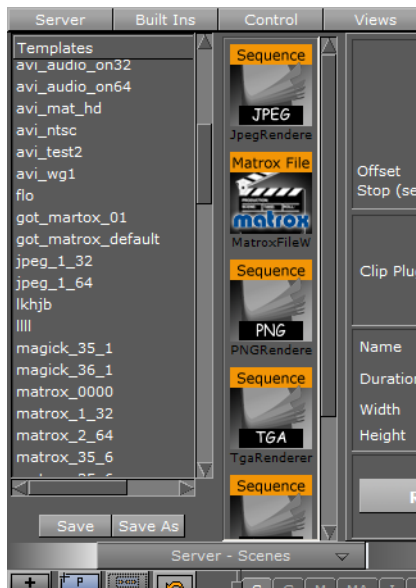 Server Built Ins Control Views
Templates
avi_audio_on32
avi_audio_on64
avi_mat_hd
avi_ntsc
avi_test2
avi_wg1
flo
got_martox_01
got_matrox_default
jpeg_1_32
jpeg_1_64
lkhjb
llll
magick_35_1
magick_36_1
matrox_0000
matrox_1_32
matrox_2_64
matrox_35_6
Save Save As
Sequence
JPEG
JpegRendere
Matrox File
matrox
MatroxFileW
Sequence
PNG
PNGRendere
Sequence
TGA
TgaRenderer
Sequence
Offset
Stop (se
Clip Plu
Name
Duration
Width
Height
R
Server - Scenes
P